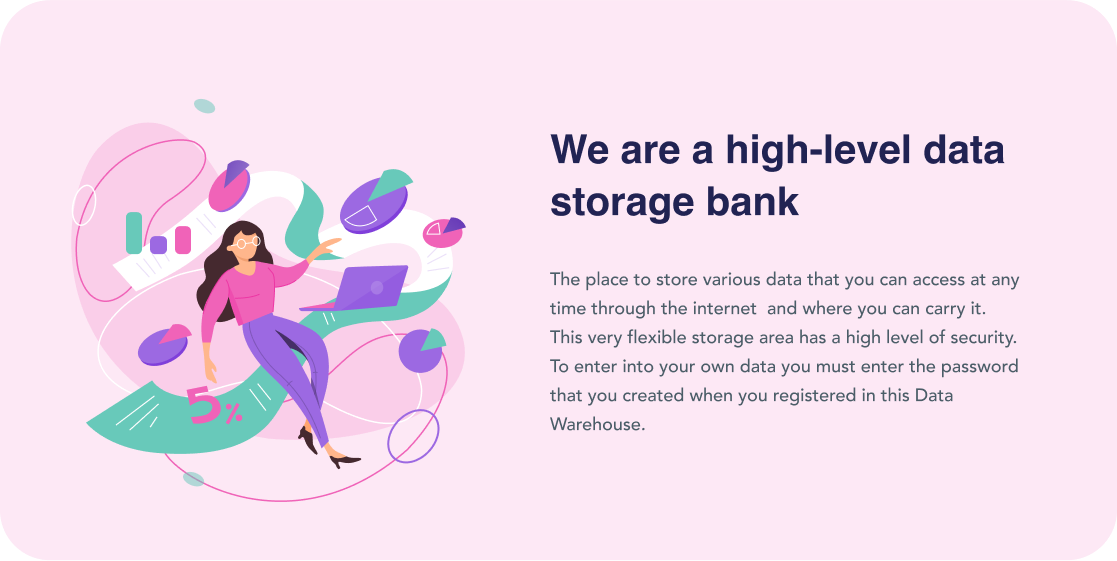 We are a high-level data
storage bank
The place to store various data that you can access at any
time through the internet  and where you can carry it.
This very flexible storage area has a high level of security.
To enter into your own data you must enter the password
that you created when you registered in this Data
Warehouse.
5%